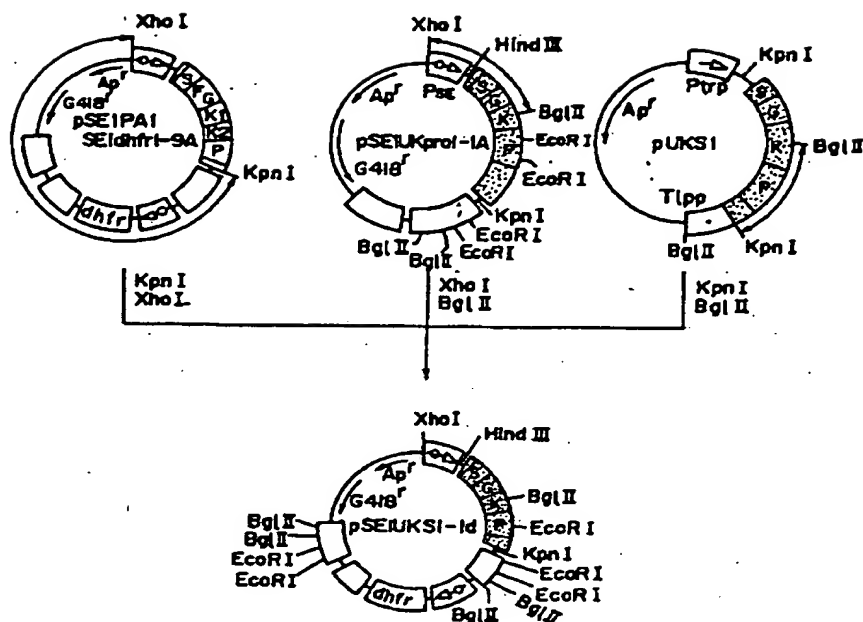 Xho I
Ap r
G418 r
pSE1PA1
SE1dhfr1-9A
S
G
K
K2
P
Kpn I
dhfr
Kpn I
Xho I
Xho I
Hind III
S
G
K
P
Bgl II
EcoR I
EcoR I
Ap r
PSE
pSE1UKpro1-1A
G418 r
Kpn I
EcoR I
EcoR I
Bgl II
Bgl II
Xho I
Bgl II
Kpn I
Ptrp
Ap r
S
G
K
P
pUKS1
Bgl II
Tlpp
Bgl II
Kpn I
Kpn I
Bgl II
Xho I
Hind III
Ap r
G418 r
S
G
K
P
Bgl II
EcoR I
Kpn I
EcoR I
EcoR I
Bgl II
Bgl II
pSE1UKS1-1d
Bgl II
Bgl II
EcoR I
EcoR I
dhfr